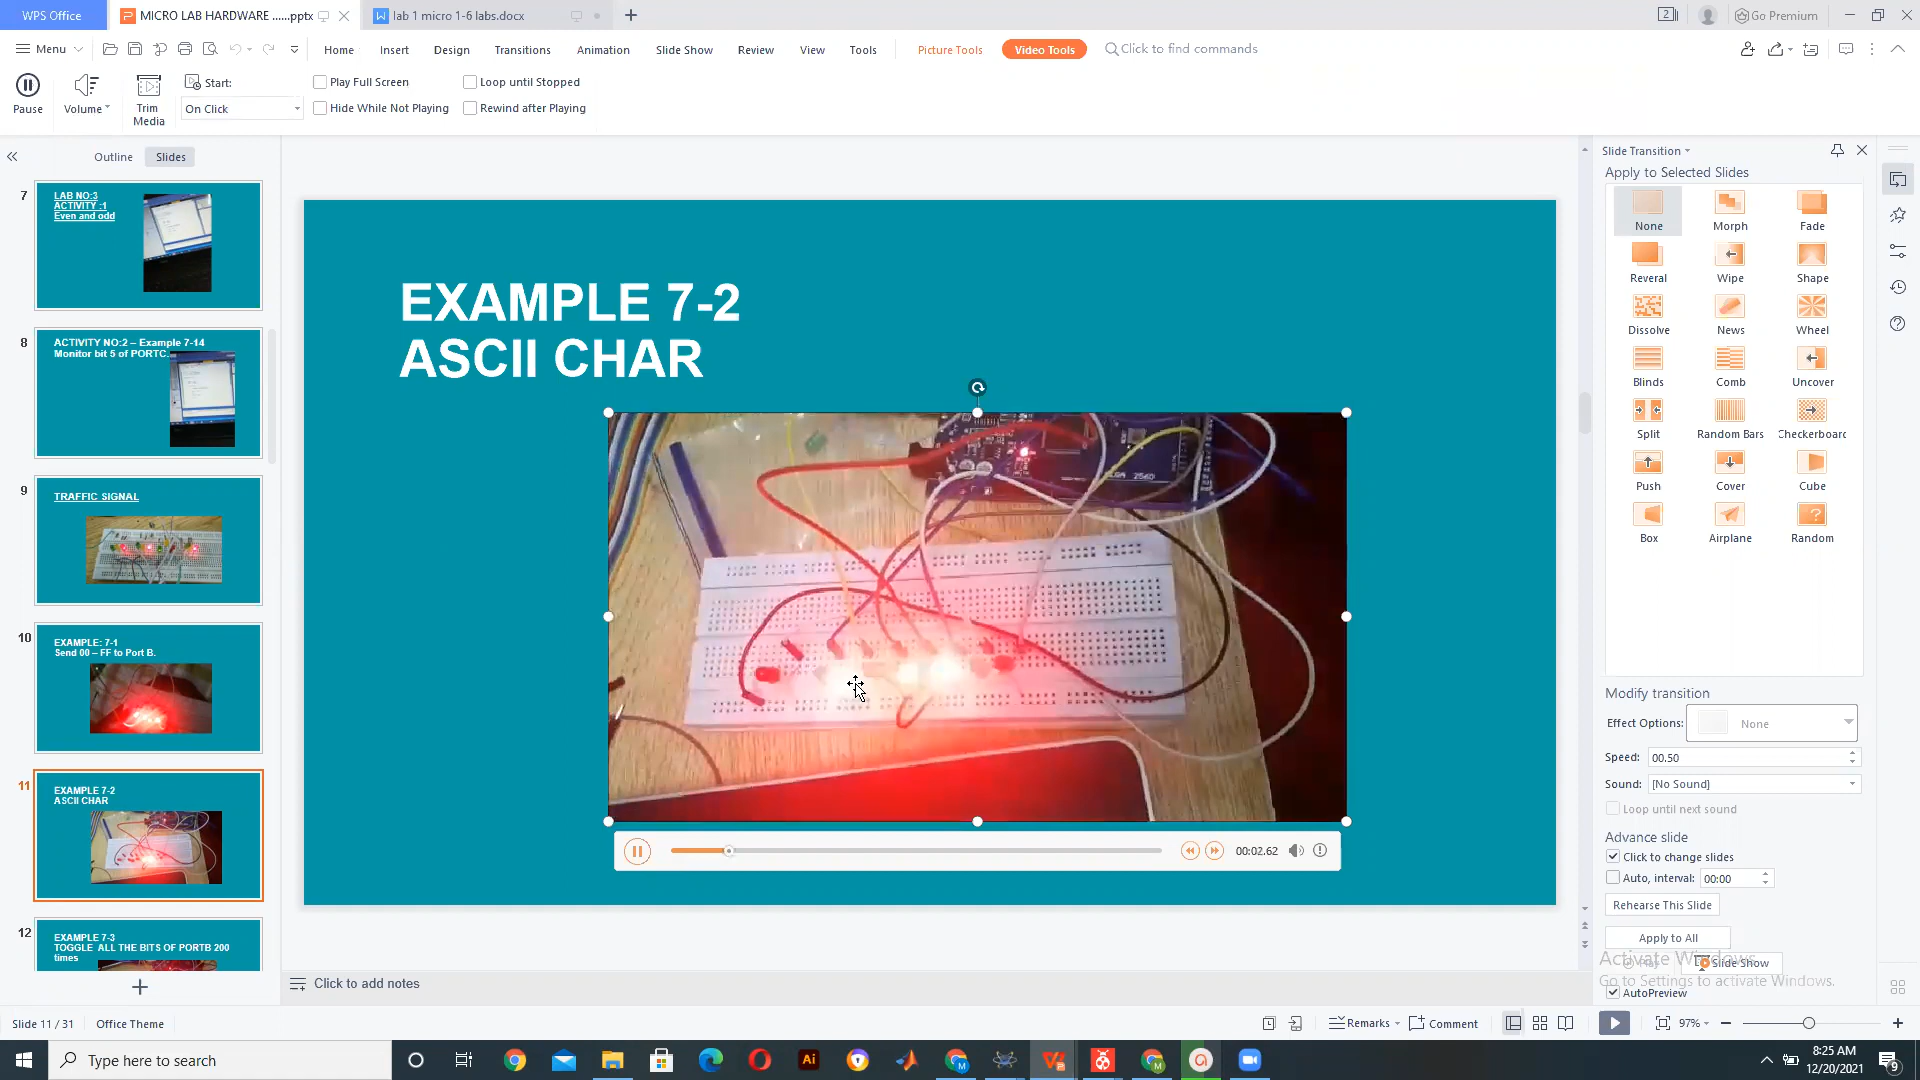 WPS Office
MICRO LAB HARDWARE ......pptx
lab 1 micro 1-6 labs.docx
2
Go Premium
Menu
Home
Insert
Design
Transitions
Animation
Slide Show
Review
View
Tools
Picture Tools
Video Tools
Click to find commands
Pause
Volume
Trim
Media
Start:
On Click
Play Full Screen
Hide While Not Playing
Loop until Stopped
Rewind after Playing
Outline
Slides
7
LAB NO:3
ACTIVITY :1
Even and odd
8
ACTIVITY NO:2 – Example 7-14
Monitor bit 5 of PORTC.
9
TRAFFIC SIGNAL
10
EXAMPLE: 7-1
Send 00 – FF to Port B.
11
EXAMPLE 7-2
ASCII CHAR
12
EXAMPLE 7-3
TOGGLE ALL THE BITS OF PORTB 200
times
EXAMPLE 7-2
ASCII CHAR
2560
00:02.62
Click to add notes
Slide Transition
Apply to Selected Slides
None
Morph
Fade
Reveral
Wipe
Shape
Dissolve
News
Wheel
Blinds
Comb
Uncover
Split
Random Bars
Checkerboar
Push
Cover
Cube
Box
Airplane
Random
Modify transition
Effect Options:
None
Speed:
00.50
Sound:
[No Sound]
Loop until next sound
Advance slide
Click to change slides
Auto, interval:
00:00
Rehearse This Slide
Apply to All
Play
Slide Show
Activate Windows
Go to Settings to activate Windows.
AutoPreview
Slide 11 / 31
Office Theme
Remarks
Comment
97%
Type here to search
Ai
8:25 AM
12/20/2021
9